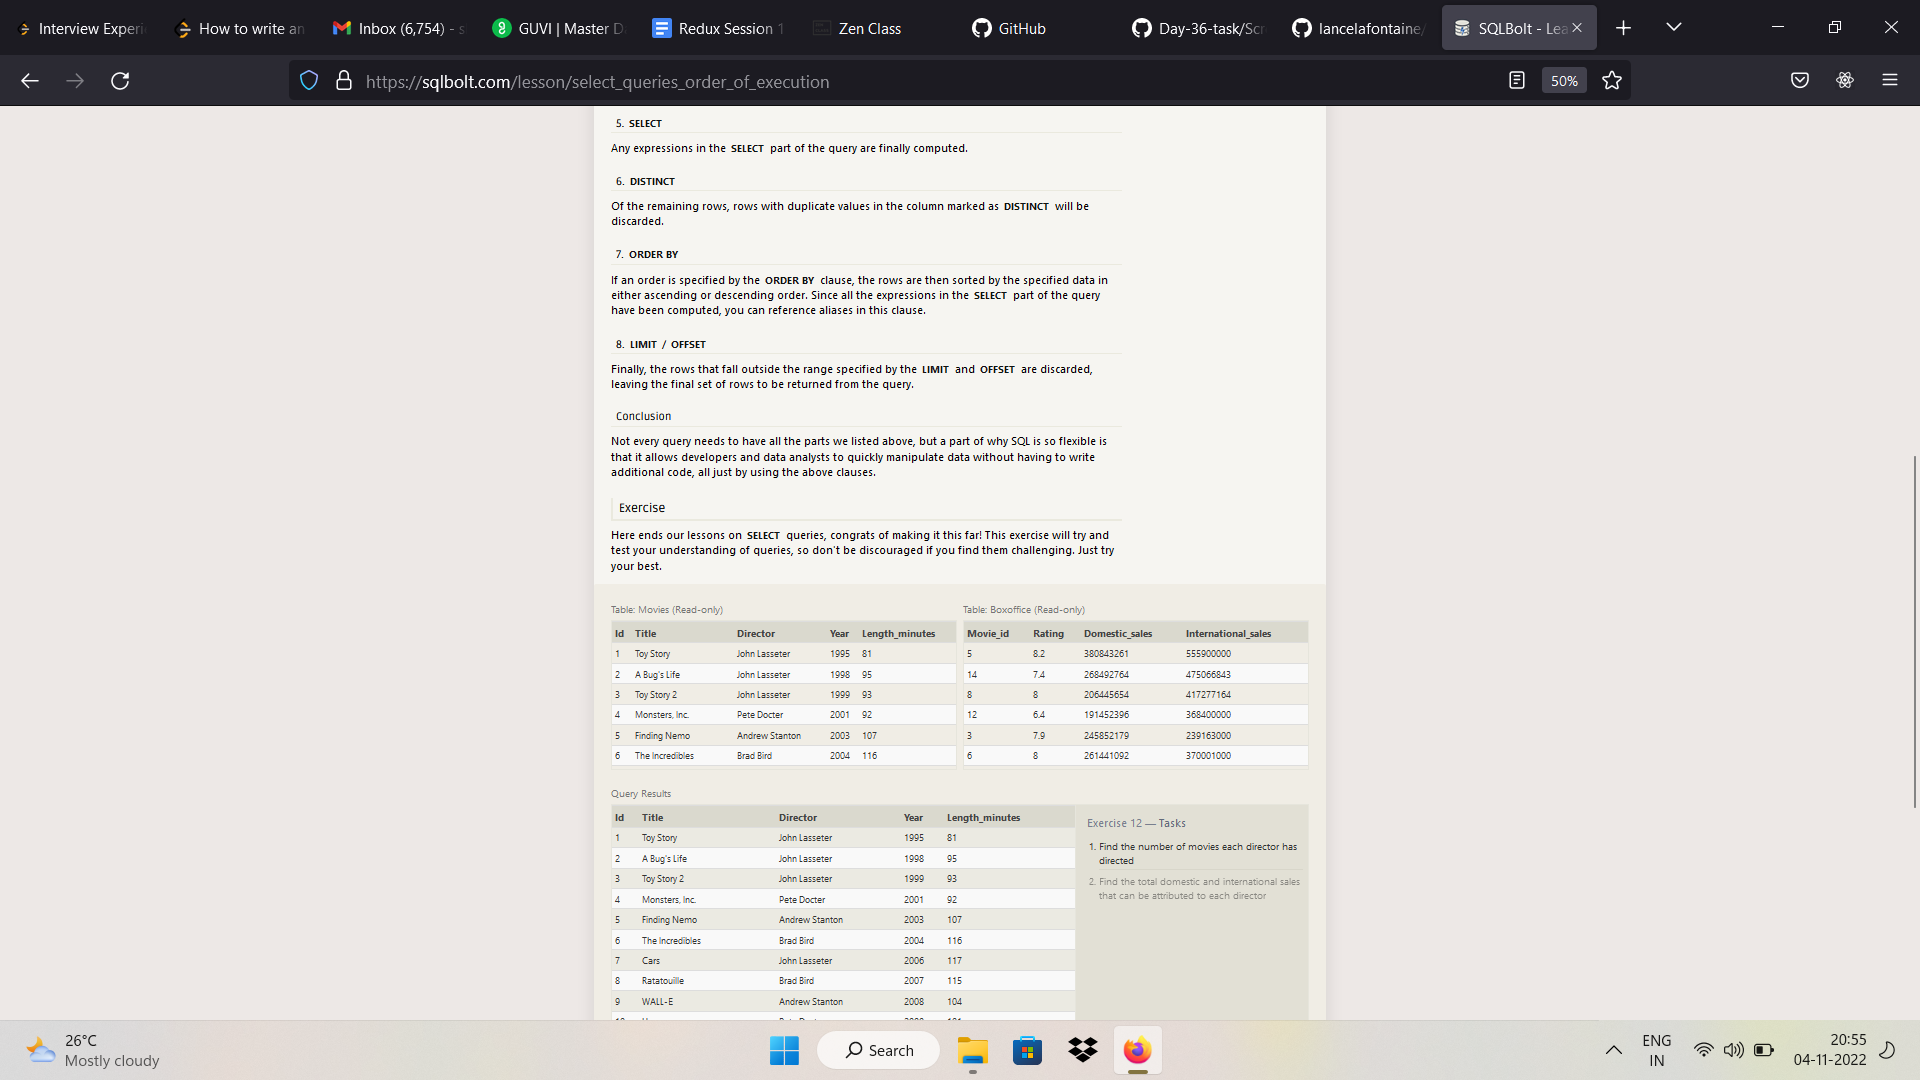 Interview Experi
How to write an
Inbox (6,754) - s
GUVI | Master D
Redux Session 1
Zen Class
GitHub
Day-36-task/Scr
lancelafontaine/
SQLBolt - Lea
https://sqlbolt.com/lesson/select_queries_order_of_execution
50%
5. SELECT
Any expressions in the SELECT part of the query are finally computed.
6. DISTINCT
Of the remaining rows, rows with duplicate values in the column marked as DISTINCT will be
discarded.
7. ORDER BY
If an order is specified by the ORDER BY clause, the rows are then sorted by the specified data in
either ascending or descending order. Since all the expressions in the SELECT part of the query
have been computed, you can reference aliases in this clause.
8. LIMIT / OFFSET
Finally, the rows that fall outside the range specified by the LIMIT and OFFSET are discarded,
leaving the final set of rows to be returned from the query.
Conclusion
Not every query needs to have all the parts we listed above, but a part of why SQL is so flexible is
that it allows developers and data analysts to quickly manipulate data without having to write
additional code, all just by using the above clauses.
Exercise
Here ends our lessons on SELECT queries, congrats of making it this far! This exercise will try and
test your understanding of queries, so don't be discouraged if you find them challenging. Just try
your best.
Table: Movies (Read-only)
Id Title Director Year Length_minutes
1 Toy Story John Lasseter 1995 81
2 A Bug's Life John Lasseter 1998 95
3 Toy Story 2 John Lasseter 1999 93
4 Monsters, Inc. Pete Docter 2001 92
5 Finding Nemo Andrew Stanton 2003 107
6 The Incredibles Brad Bird 2004 116
Table: Boxoffice (Read-only)
Movie_id Rating Domestic_sales International_sales
5 8.2 380843261 555900000
14 7.4 268492764 475066843
8 8 206445654 417277164
12 6.4 191452396 368400000
3 7.9 245852179 239163000
6 8 261441092 370001000
Query Results
Id Title Director Year Length_minutes
1 Toy Story John Lasseter 1995 81
2 A Bug's Life John Lasseter 1998 95
3 Toy Story 2 John Lasseter 1999 93
4 Monsters, Inc. Pete Docter 2001 92
5 Finding Nemo Andrew Stanton 2003 107
6 The Incredibles Brad Bird 2004 116
7 Cars John Lasseter 2006 117
8 Ratatouille Brad Bird 2007 115
9 WALL-E Andrew Stanton 2008 104
Exercise 12 — Tasks
1. Find the number of movies each director has
directed
2. Find the total domestic and international sales
that can be attributed to each director
26°C
Mostly cloudy
Search
ENG
IN
20:55
04-11-2022